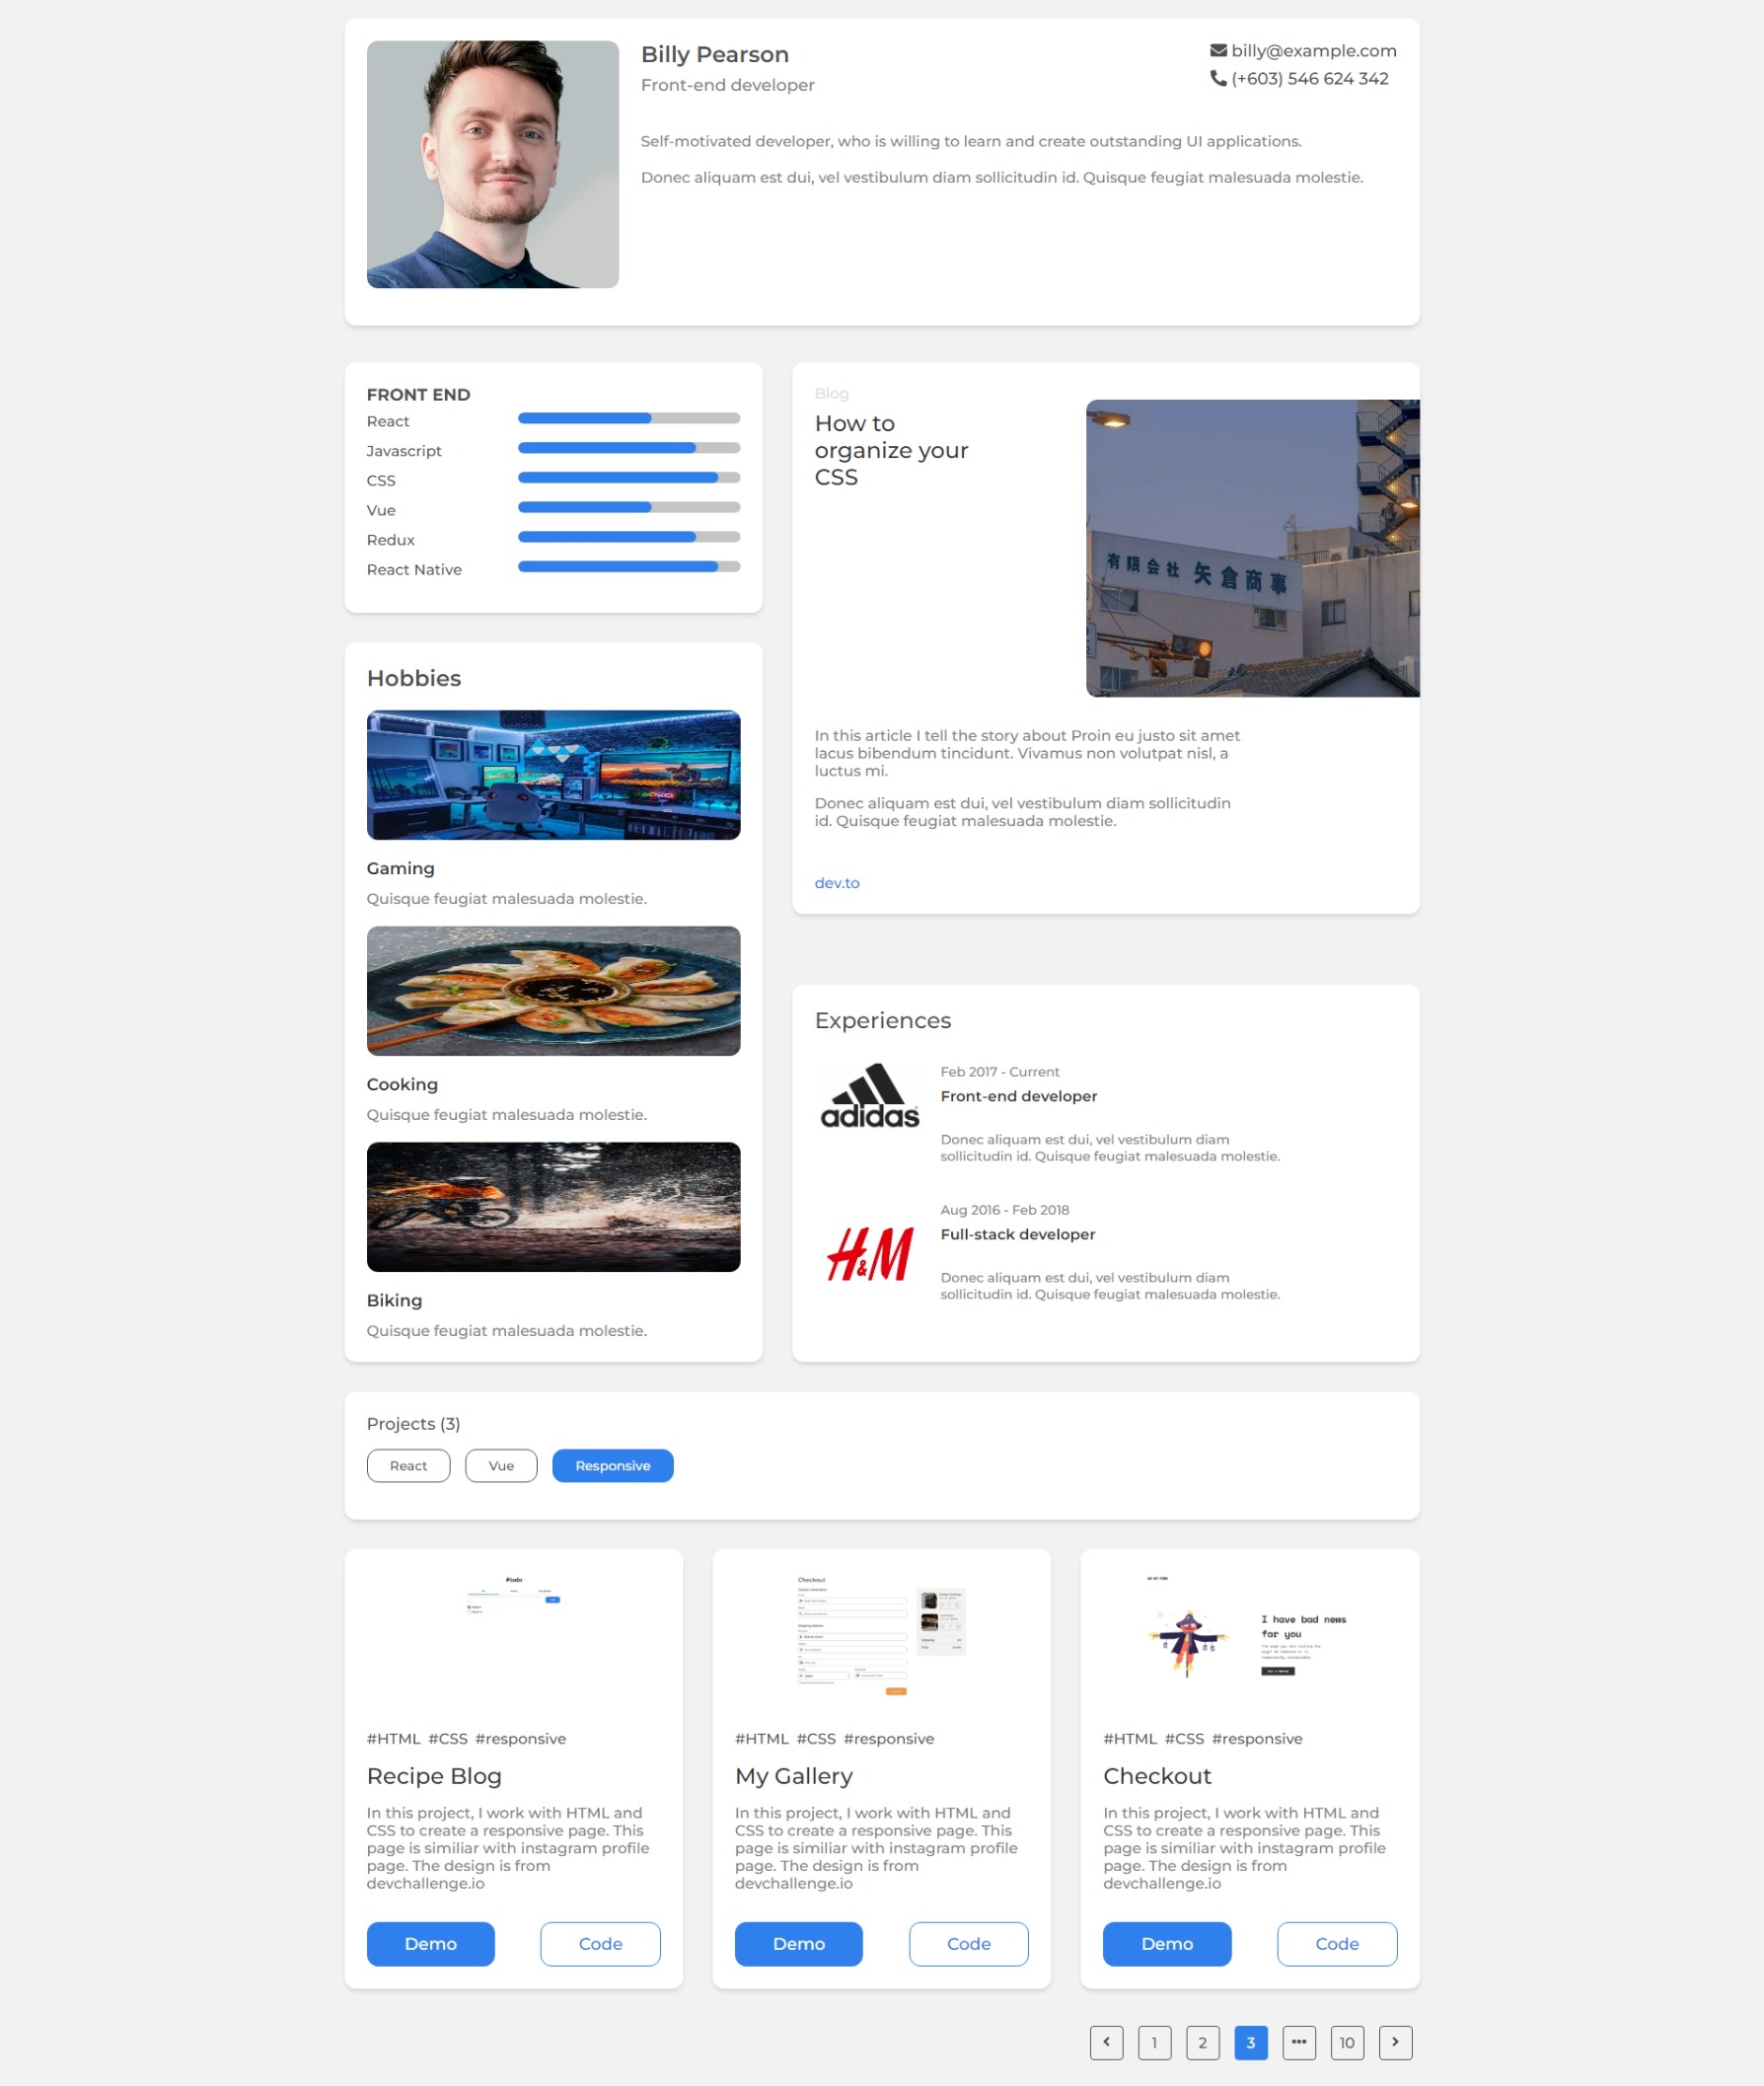 Billy Pearson
Front-end developer
billy@example.com
(+603) 546 624 342
Self-motivated developer, who is willing to learn and create outstanding UI applications.
Donec aliquam est dui, vel vestibulum diam sollicitudin id. Quisque feugiat malesuada molestie.
FRONT END
React
Javascript
CSS
Vue
Redux
React Native
Hobbies
Gaming
Quisque feugiat malesuada molestie.
Cooking
Quisque feugiat malesuada molestie.
Biking
Quisque feugiat malesuada molestie.
Blog
How to
organize your
CSS
有限会社 矢倉商事
In this article I tell the story about Proin eu justo sit amet
lacus bibendum tincidunt. Vivamus non volutpat nisl, a
luctus mi.
Donec aliquam est dui, vel vestibulum diam sollicitudin
id. Quisque feugiat malesuada molestie.
dev.to
Experiences
adidas
Feb 2017 - Current
Front-end developer
Donec aliquam est dui, vel vestibulum diam
sollicitudin id. Quisque feugiat malesuada molestie.
H&M
Aug 2016 - Feb 2018
Full-stack developer
Donec aliquam est dui, vel vestibulum diam
sollicitudin id. Quisque feugiat malesuada molestie.
Projects (3)
React
Vue
Responsive
#todo
#HTML #CSS #responsive
Recipe Blog
In this project, I work with HTML and
CSS to create a responsive page. This
page is similiar with instagram profile
page. The design is from
devchallenge.io
Demo
Code
Checkout
#HTML #CSS #responsive
My Gallery
In this project, I work with HTML and
CSS to create a responsive page. This
page is similiar with instagram profile
page. The design is from
devchallenge.io
Demo
Code
I have bad news
for you
#HTML #CSS #responsive
Checkout
In this project, I work with HTML and
CSS to create a responsive page. This
page is similiar with instagram profile
page. The design is from
devchallenge.io
Demo
Code
1 2 3 ••• 10